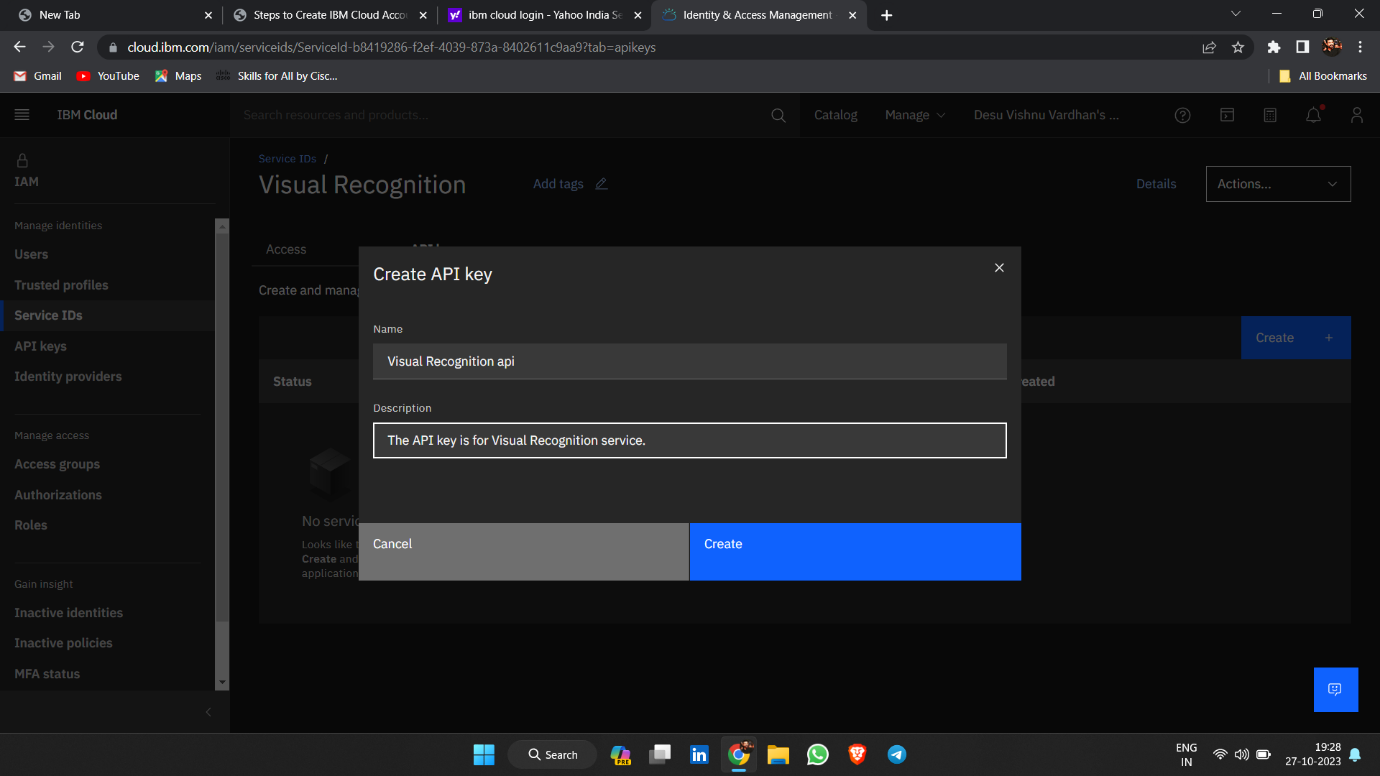 New Tab
Steps to Create IBM Cloud Accou
ibm cloud login - Yahoo India Se
Identity & Access Management -
cloud.ibm.com/iam/serviceids/ServiceId-b8419286-f2ef-4039-873a-8402611c9aa9?tab=apikeys
Gmail
YouTube
Maps
Skills for All by Cisc...
All Bookmarks
IBM Cloud
Search resources and products...
Catalog
Manage
Desu Vishnu Vardhan's ...
IAM
Manage identities
Users
Trusted profiles
Service IDs
API keys
Identity providers
Manage access
Access groups
Authorizations
Roles
Gain insight
Inactive identities
Inactive policies
MFA status
Service IDs /
Visual Recognition
Add tags
Details
Actions...
Access
Create and manag
Create +
Status
reated
No servic
Looks like t
Create and
application
Create API key
Name
Visual Recognition api
Description
The API key is for Visual Recognition service.
Cancel
Create
Search
PRE
ENG
IN
19:28
27-10-2023